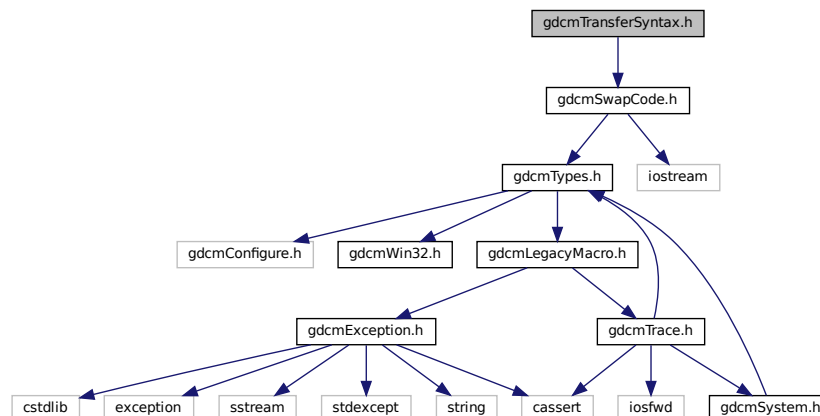 gdcmTransferSyntax.h
gdcmSwapCode.h
gdcmTypes.h
iostream
gdcmConfigure.h
gdcmWin32.h
gdcmLegacyMacro.h
gdcmException.h
gdcmTrace.h
cstdlib
exception
sstream
stdexcept
string
cassert
iosfwd
gdcmSystem.h